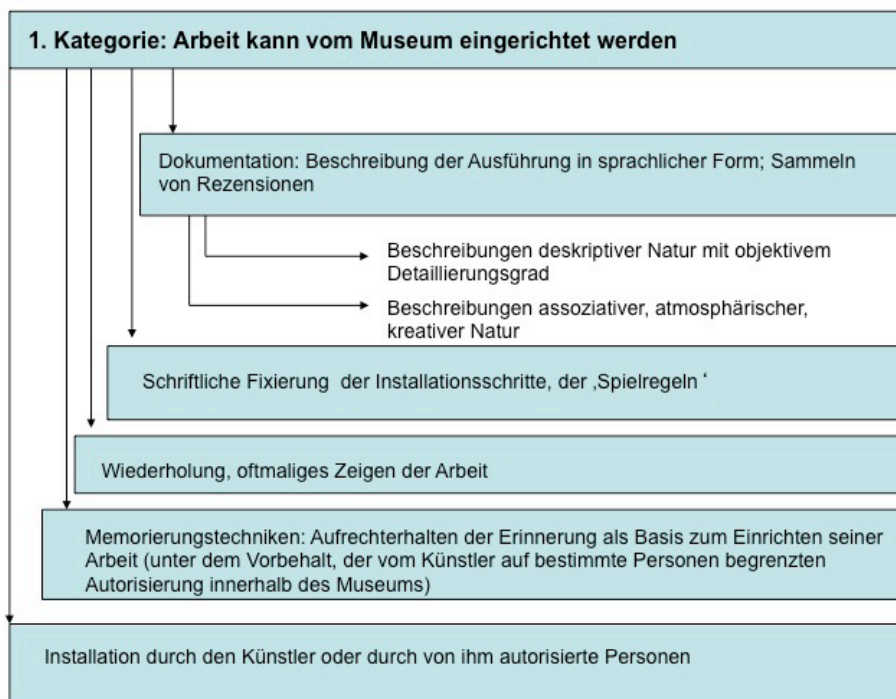 1. Kategorie: Arbeit kann vom Museum eingerichtet werden
Dokumentation: Beschreibung der Ausführung in sprachlicher Form; Sammeln
von Rezensionen
Beschreibungen deskriptiver Natur mit objektivem
Detaillierungsgrad
Beschreibungen assoziativer, atmosphärischer,
kreativer Natur
Schriftliche Fixierung der Installationsschritte, der ‚Spielregeln ‘
Wiederholung, oftmaliges Zeigen der Arbeit
Memorierungstechniken: Aufrechterhalten der Erinnerung als Basis zum Einrichten seiner
Arbeit (unter dem Vorbehalt, der vom Künstler auf bestimmte Personen begrenzten
Autorisierung innerhalb des Museums)
Installation durch den Künstler oder durch von ihm autorisierte Personen